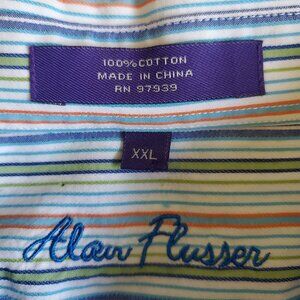 100% COTTON
MADE IN CHINA
RN 97939
XXL
Alan Flusser